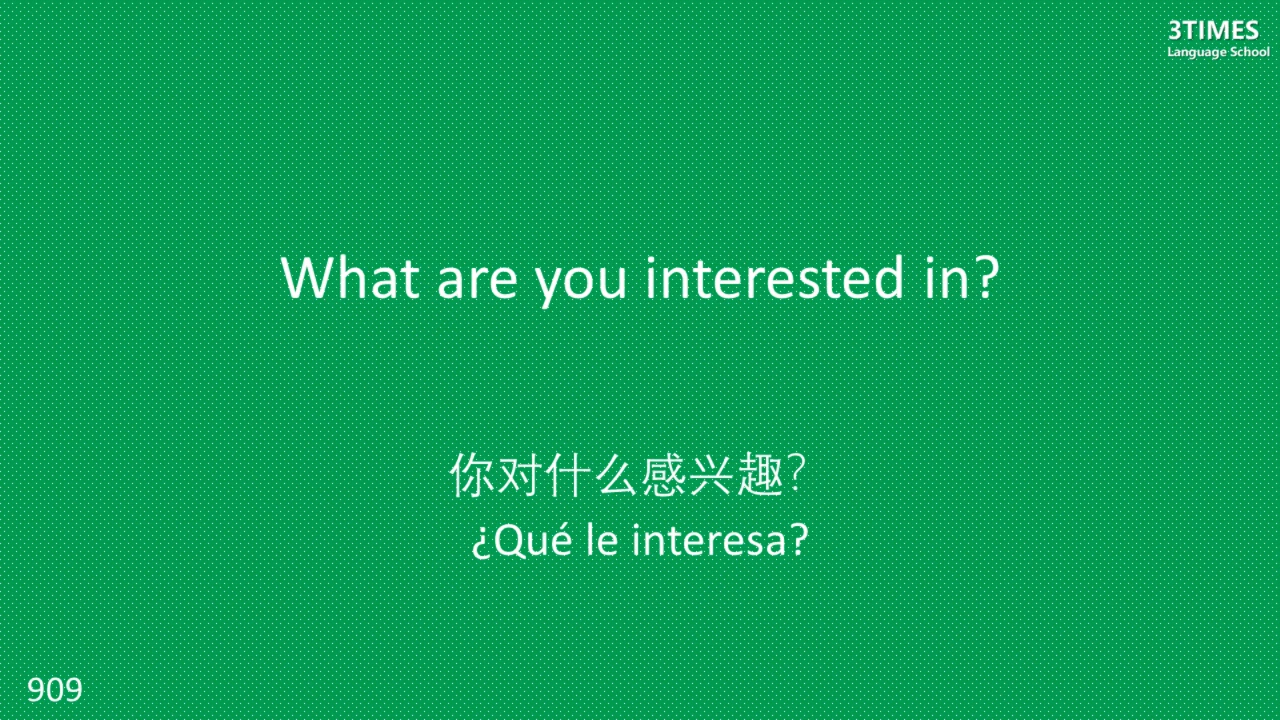 3TIMES
Language School
What are you interested in?
你对什么感兴趣?
¿Qué le interesa?
909